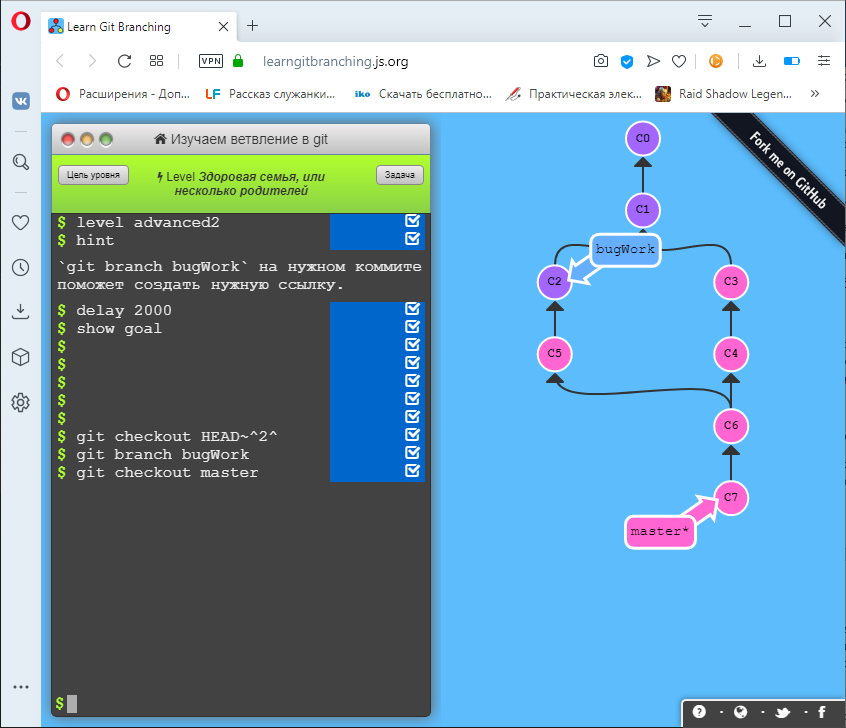 Learn Git Branching
VPN
learngitbranching.js.org
Расширения - Доп...
LF Рассказ служанки...
iko Скачать бесплатно...
Практическая элек...
Raid Shadow Legen...
»
Изучаем ветвление в git
Цель уровня
Level Здоровая семья, или
несколько родителей
Задача
$ level advanced2
$ hint
`git branch bugWork` на нужном коммите
поможет создать нужную ссылку.
$ delay 2000
$ show goal
$
$
$
$
$
$ git checkout HEAD~^2^
$ git branch bugWork
$ git checkout master
$
C0
C1
bugWork
C2
C3
C5
C4
C6
C7
master*
Fork me on GitHub